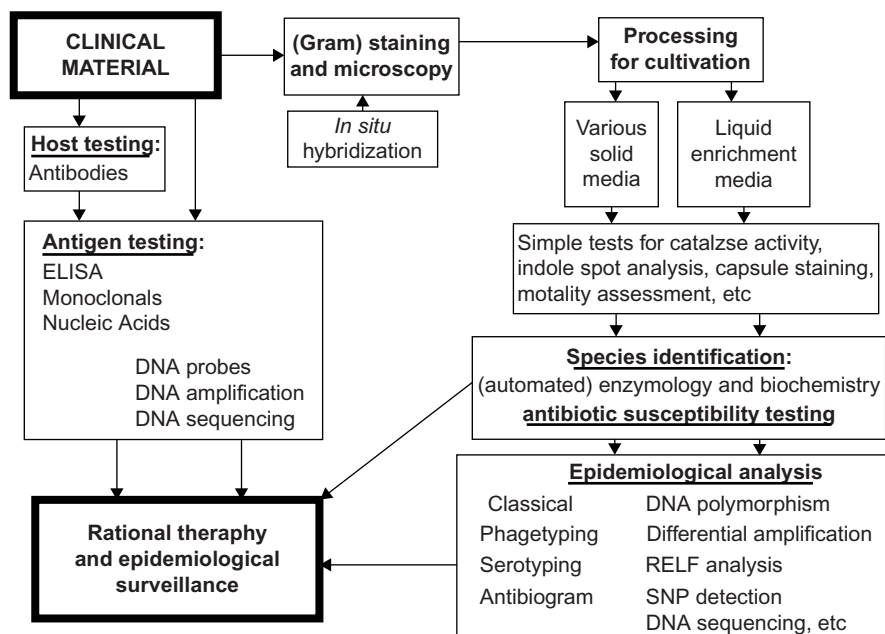 CLINICAL
MATERIAL
(Gram) staining
and microscopy
Processing
for cultivation
In situ
hybridization
Various
solid
media
Liquid
enrichment
media
Host testing:
Antibodies
Antigen testing:
ELISA
Monoclonals
Nucleic Acids
DNA probes
DNA amplification
DNA sequencing
Simple tests for catalzse activity,
indole spot analysis, capsule staining,
motality assessment, etc
Species identification:
(automated) enzymology and biochemistry
antibiotic susceptibility testing
Epidemiological analysis
Classical DNA polymorphism
Phagetyping Differential amplification
Serotyping RELF analysis
Antibiogram SNP detection
DNA sequencing, etc
Rational theraphy
and epidemiological
surveillance